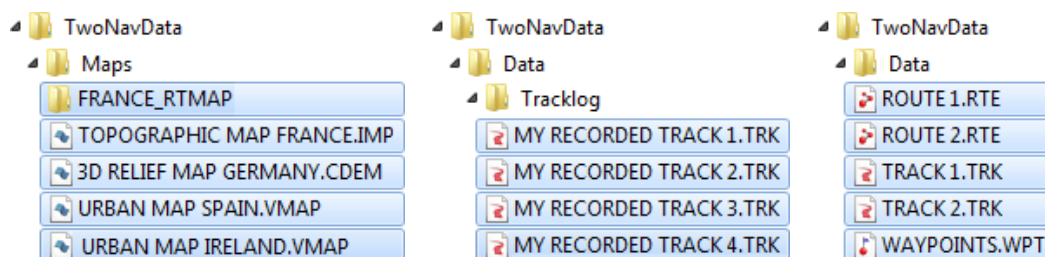 TwoNavData
Maps
FRANCE_RTMAP
TOPOGRAPHIC MAP FRANCE.IMP
3D RELIEF MAP GERMANY.CDEM
URBAN MAP SPAIN.VMAP
URBAN MAP IRELAND.VMAP
TwoNavData
Data
Tracklog
MY RECORDED TRACK 1.TRK
MY RECORDED TRACK 2.TRK
MY RECORDED TRACK 3.TRK
MY RECORDED TRACK 4.TRK
TwoNavData
Data
ROUTE 1.RTE
ROUTE 2.RTE
TRACK 1.TRK
TRACK 2.TRK
WAYPOINTS.WPT